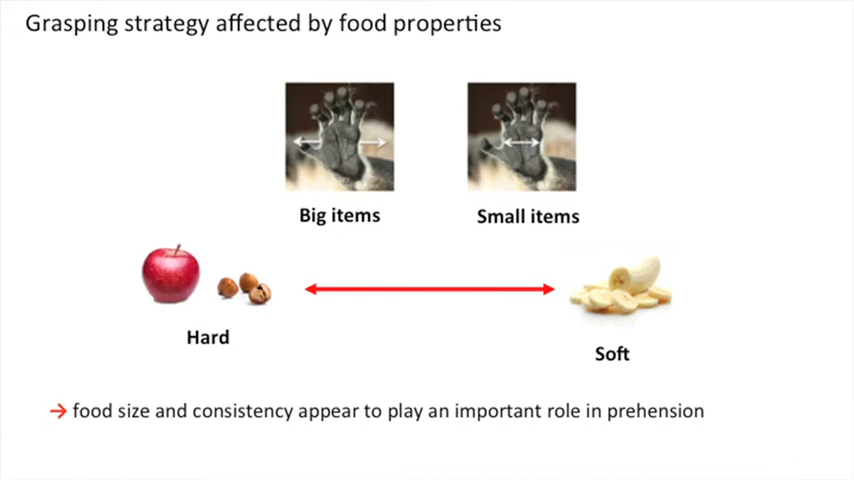 Grasping strategy affected by food properties
Big items
Small items
Hard
Soft
→ food size and consistency appear to play an important role in prehension